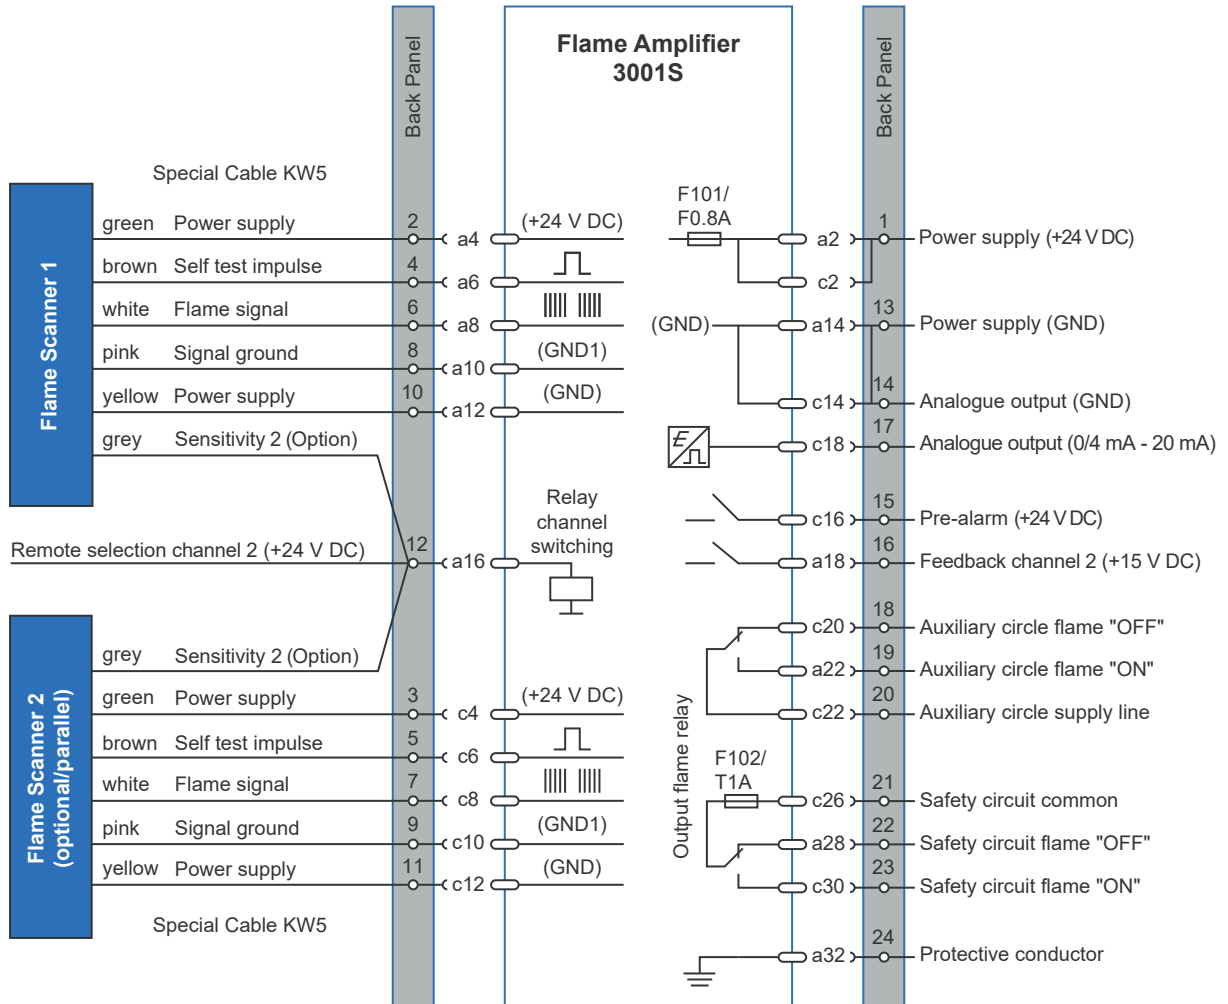 Flame Amplifier
3001S
Back Panel
Back Panel
Special Cable KW5
Flame Scanner 1
green Power supply 2 a4 (+24 V DC)
brown Self test impulse 4 a6
white Flame signal 6 a8
pink Signal ground 8 a10 (GND1)
yellow Power supply 10 a12 (GND)
grey Sensitivity 2 (Option)
Remote selection channel 2 (+24 V DC) 12 a16
Relay
channel
switching
Flame Scanner 2
(optional/parallel)
grey Sensitivity 2 (Option)
green Power supply 3 c4 (+24 V DC)
brown Self test impulse 5 c6
white Flame signal 7 c8
pink Signal ground 9 c10 (GND1)
yellow Power supply 11 c12 (GND)
Special Cable KW5
F101/
F0.8A
a2 1 Power supply (+24 V DC)
c2
(GND) a14 13 Power supply (GND)
c14 14 Analogue output (GND)
E c18 17 Analogue output (0/4 mA - 20 mA)
c16 15 Pre-alarm (+24 V DC)
a18 16 Feedback channel 2 (+15 V DC)
Output flame relay
c20 18 Auxiliary circle flame "OFF"
a22 19 Auxiliary circle flame "ON"
c22 20 Auxiliary circle supply line
F102/
T1A
c26 21 Safety circuit common
a28 22 Safety circuit flame "OFF"
c30 23 Safety circuit flame "ON"
a32 24 Protective conductor